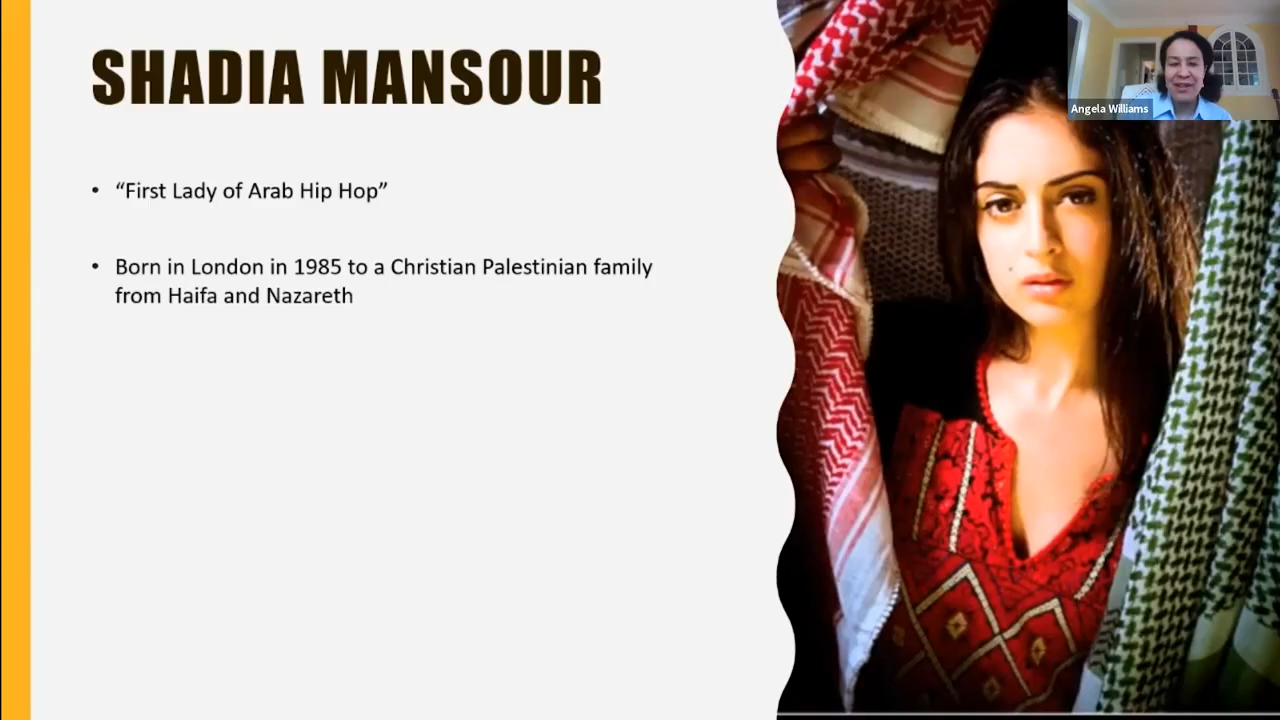 SHADIA MANSOUR
Angela Williams
• “First Lady of Arab Hip Hop”
• Born in London in 1985 to a Christian Palestinian family
from Haifa and Nazareth